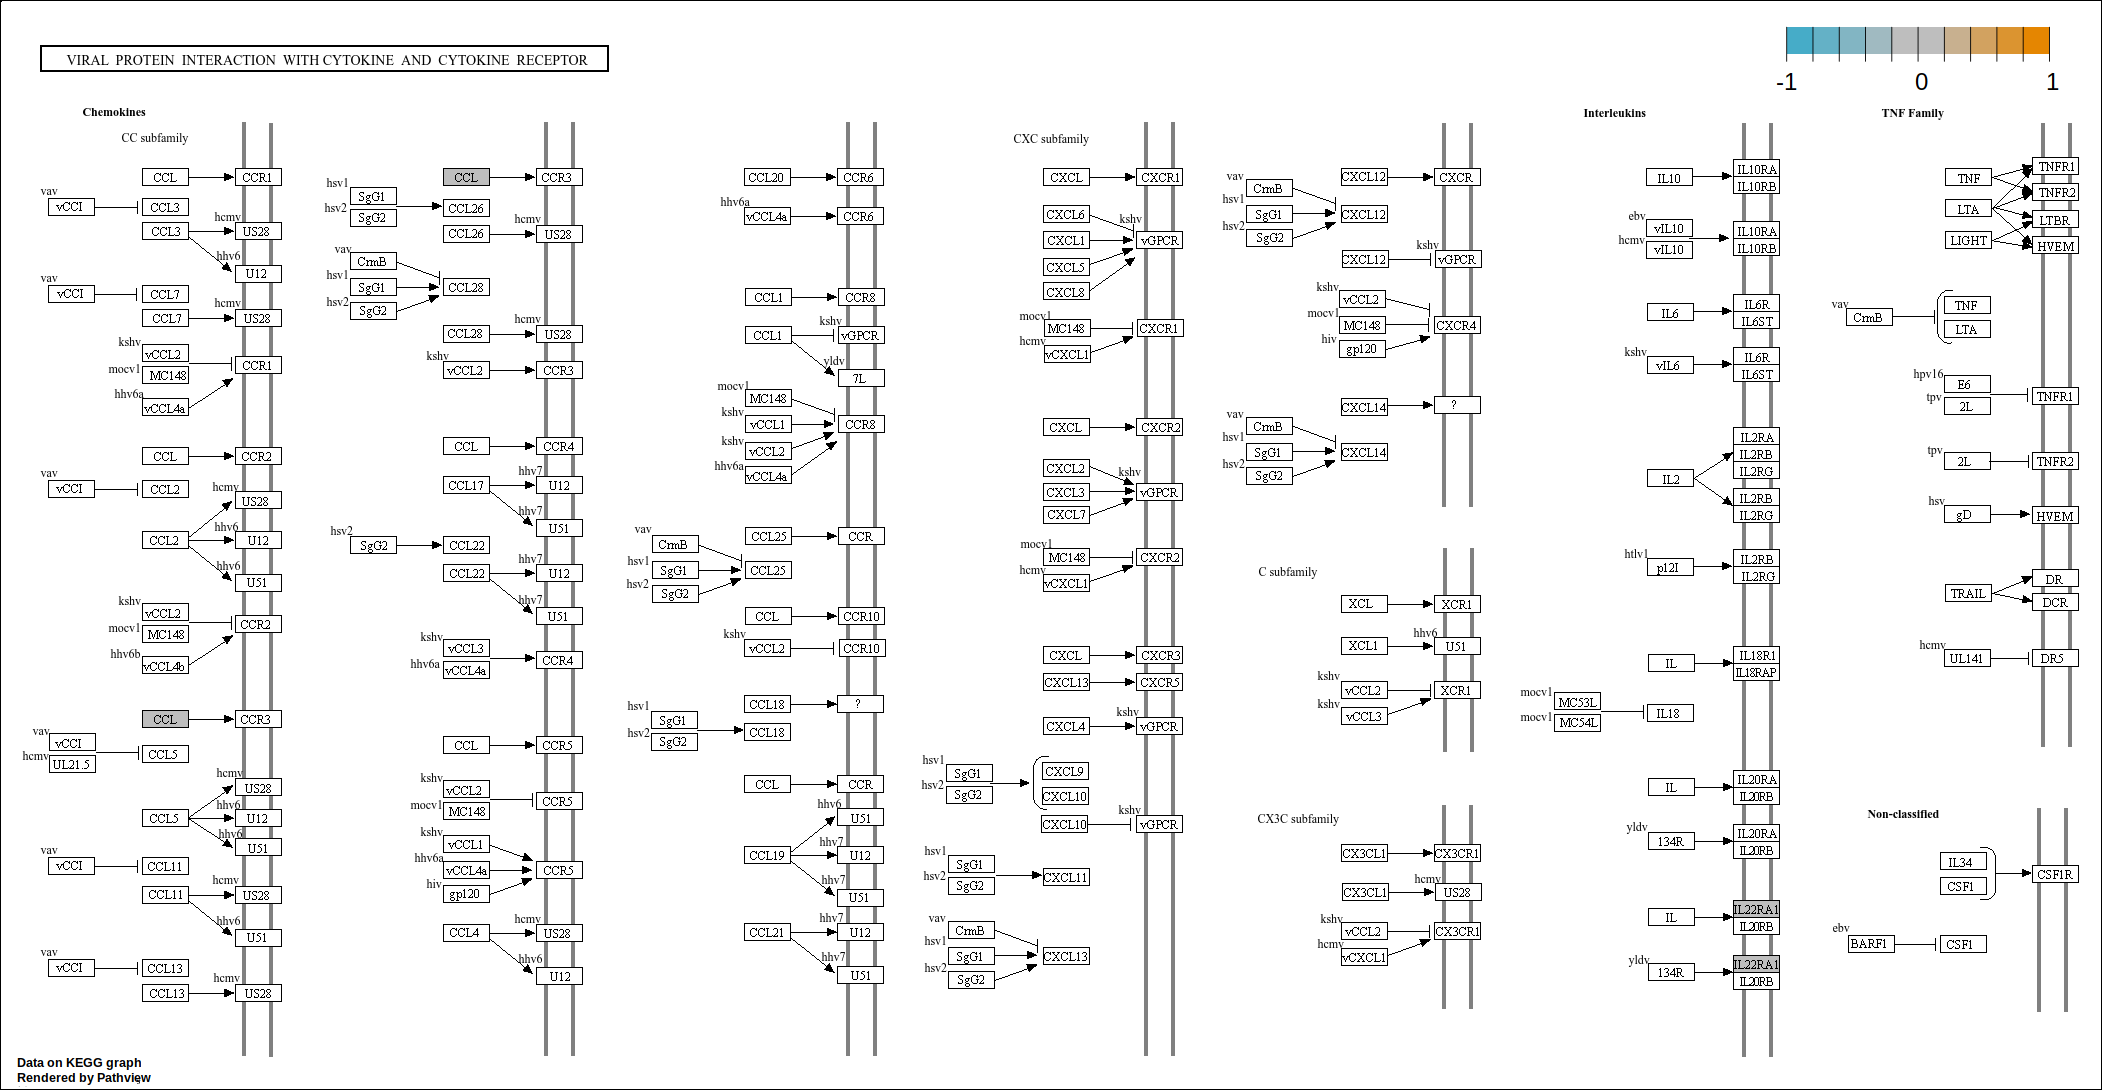 VIRAL PROTEIN INTERACTION WITH CYTOKINE AND CYTOKINE RECEPTOR
-1 0 1
Chemokines
CC subfamily
CCL CCR1
vav
vCCI CCL3
hcmv
CCL3 US28
hhv6
U12
vav
vCCI CCL7
hcmv
CCL7 US28
kshv
vCCL2
mocv1
MC148
CCR1
hhv6a
vCCL4a
CCL CCR2
vav
vCCI CCL2
hcmv
US28
hhv6
CCL2 U12
hhv6
U51
kshv
vCCL2
mocv1
MC148
CCR2
hhv6b
vCCL4b
CCL CCR3
vav
vCCI
hcmv
UL21.5
CCL5
hcmv
US28
hhv6
CCL5 U12
hhv6
U51
vav
vCCI CCL11
hcmv
CCL11 US28
hhv6
U51
vav
vCCI CCL13
hcmv
CCL13 US28
CCL CCR3
hsv1
SgG1
hsv2
SgG2
CCL26
hcmv
CCL26 US28
vav
CrmB
hsv1
SgG1 CCL28
hsv2
SgG2
hcmv
CCL28 US28
kshv
vCCL2 CCR3
CCL CCR4
hhv7
CCL17 U12
hhv7
U51
hsv2
SgG2 CCL22
hhv7
CCL22 U12
hhv7
U51
kshv
vCCL3
hhv6a
vCCL4a
CCR4
CCL CCR5
kshv
vCCL2
mocv1
MC148
CCR5
kshv
vCCL1
hhv6a
vCCL4a CCR5
hiv
gp120
hcmv
CCL4 US28
hhv6
U12
CCL20 CCR6
hhv6a
vCCL4a CCR6
CCL1 CCR8
kshv
CCL1 vGPCR
yldv
7L
mocv1
MC148
kshv
vCCL1 CCR8
kshv
vCCL2
hhv6a
vCCL4a
CCL25 CCR
vav
CrmB
hsv1
SgG1 CCL25
hsv2
SgG2
CCL CCR10
kshv
vCCL2 CCR10
CCL18 ?
hsv1
SgG1
hsv2
SgG2
CCL18
CCL CCR
hhv6
U51
hhv7
CCL19 U12
hhv7
U51
hhv7
CCL21 U12
hhv7
U51
CXC subfamily
CXCL CXCR1
CXCL6
kshv
CXCL1 vGPCR
CXCL5
CXCL8
mocv1
MC148 CXCR1
hcmv
vCXCL1
CXCL CXCR2
CXCL2
kshv
CXCL3 vGPCR
CXCL7
mocv1
MC148 CXCR2
hcmv
vCXCL1
CXCL CXCR3
CXCL13 CXCR5
kshv
CXCL4 vGPCR
hsv1
SgG1
hsv2
SgG2
CXCL9
CXCL10
kshv
CXCL10 vGPCR
hsv1
SgG1
hsv2
SgG2
CXCL11
vav
CrmB
hsv1
SgG1 CXCL13
hsv2
SgG2
CXCL12 CXCR
vav
CrmB
hsv1
SgG1 CXCL12
hsv2
SgG2
kshv
CXCL12 vGPCR
kshv
vCCL2
mocv1
MC148 CXCR4
hiv
gp120
CXCL14 ?
vav
CrmB
hsv1
SgG1 CXCL14
hsv2
SgG2
C subfamily
XCL XCR1
hhv6
XCL1 U51
kshv
vCCL2 XCR1
kshv
vCCL3
CX3C subfamily
CX3CL1 CX3CR1
hcmv
CX3CL1 US28
kshv
vCCL2 CX3CR1
hcmv
vCXCL1
Interleukins
IL10 IL10RA
IL10RB
ebv
vIL10
hcmv
vIL10
IL10RA
IL10RB
IL6 IL6R
IL6ST
kshv
vIL6 IL6R
IL6ST
IL2 IL2RA
IL2RB
IL2RG
IL2RB
IL2RG
htlv1
p12I IL2RB
IL2RG
IL IL18R1
IL18RAP
mocv1
MC53L
mocv1
MC54L
IL18
IL IL20RA
IL20RB
yldv
134R IL20RA
IL20RB
IL IL22RA1
IL20RB
yldv
134R IL22RA1
IL20RB
TNF Family
TNF TNFR1
TNFR2
LTA LTBR
LIGHT HVEM
vav
CrmB TNF
LTA
hpv16
E6
tpv
2L
TNFR1
tpv
2L TNFR2
hsv
gD HVEM
TRAIL DR
DCR
hcmv
UL141 DR5
Non-classified
IL34
CSF1
CSF1R
ebv
BARF1 CSF1
Data on KEGG graph
Rendered by Pathview